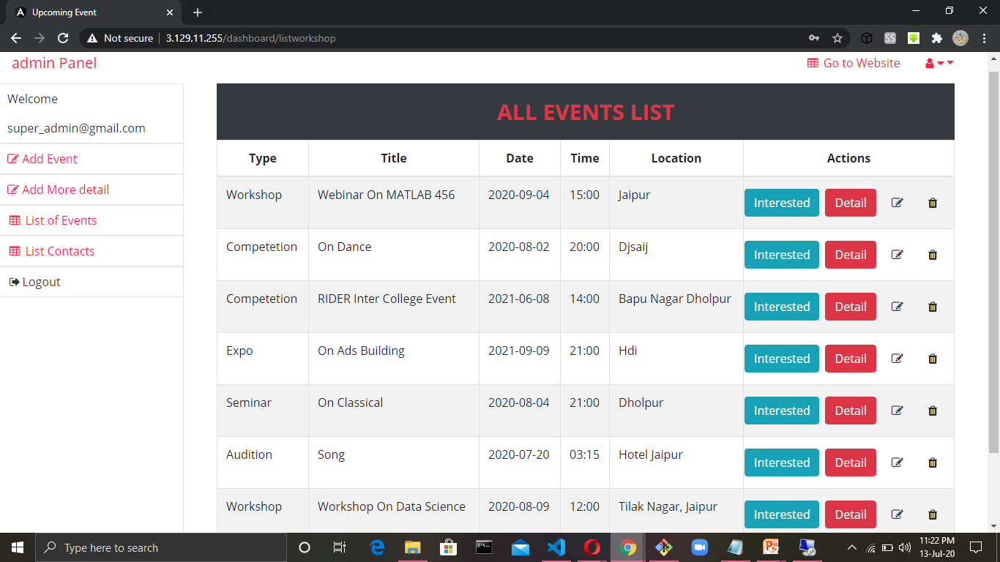 Upcoming Event
Not secure 3.129.11.255/dashboard/listworkshop
admin Panel
Go to Website
Welcome
super_admin@gmail.com
Add Event
Add More detail
List of Events
List Contacts
Logout
ALL EVENTS LIST
Type Title Date Time Location Actions
Workshop Webinar On MATLAB 456 2020-09-04 15:00 Jaipur Interested Detail
Competetion On Dance 2020-08-02 20:00 Djsaij Interested Detail
Competetion RIDER Inter College Event 2021-06-08 14:00 Bapu Nagar Dholpur Interested Detail
Expo On Ads Building 2021-09-09 21:00 Hdi Interested Detail
Seminar On Classical 2020-08-04 21:00 Dholpur Interested Detail
Audition Song 2020-07-20 03:15 Hotel Jaipur Interested Detail
Workshop Workshop On Data Science 2020-08-09 12:00 Tilak Nagar, Jaipur Interested Detail
Type here to search
11:22 PM
13-Jul-20